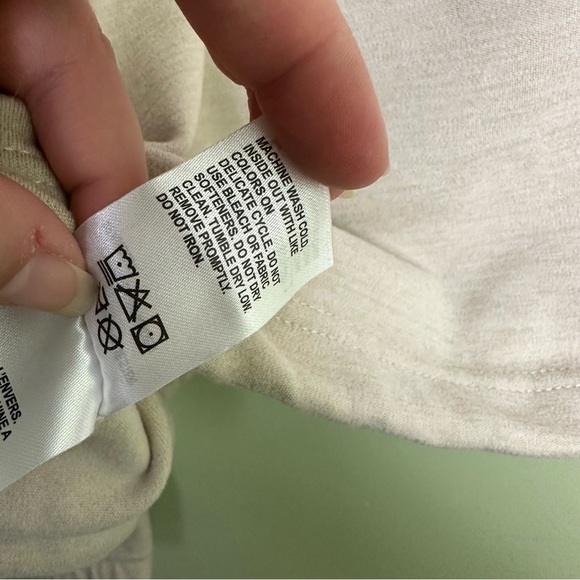 MACHINE WASH COLD,
INSIDE OUT WITH LIKE
COLORS ON
DELICATE CYCLE. DO NOT
USE BLEACH OR FABRIC
SOFTENERS. DO NOT DRY
CLEAN. TUMBLE DRY LOW.
REMOVE PROMPTLY.
DO NOT IRON.
L'ENVERS.